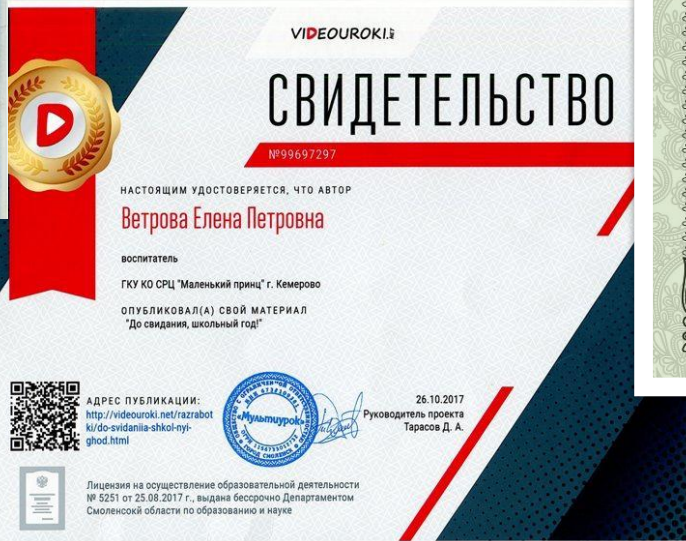 VIDEOUROKI.
СВИДЕТЕЛЬСТВО
№99697297
НАСТОЯЩИМ УДОСТОВЕРЯЕТСЯ, ЧТО АВТОР
Ветрова Елена Петровна
воспитатель
ГКУ КО СРЦ "Маленький принц" г. Кемерово
ОПУБЛИКОВАЛ(А) СВОЙ МАТЕРИАЛ
"До свидания, школьный год!"
АДРЕС ПУБЛИКАЦИИ:
http://videouroki.net/razrabot
ki/do-svidaniia-shkol-nyi-
ghod.html
«Мультиурок»
26.10.2017
Руководитель проекта
Тарасов Д. А.
Лицензия на осуществление образовательной деятельности
№ 5251 от 25.08.2017 г., выдана бессрочно Департаментом
Смоленскй области по образованию и науке